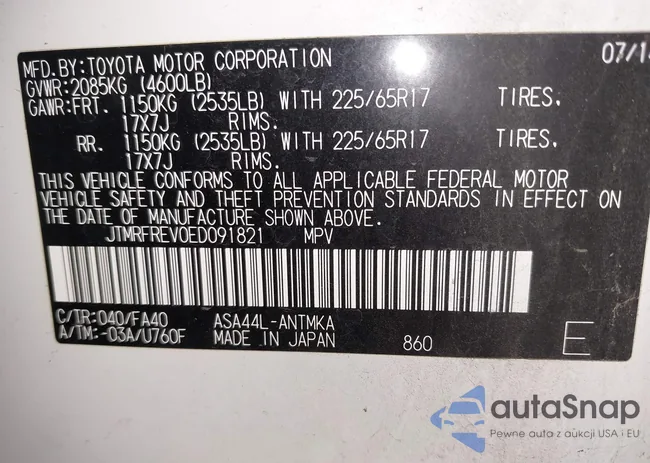 MFD.BY:TOYOTA MOTOR CORPORATION 07/14
GVWR:2085KG (4600LB)
GAWR:FRT. 1150KG (2535LB) WITH 225/65R17 TIRES.
17X7J RIMS.
RR. 1150KG (2535LB) WITH 225/65R17 TIRES.
17X7J RIMS.
THIS VEHICLE CONFORMS TO ALL APPLICABLE FEDERAL MOTOR
VEHICLE SAFETY AND THEFT PREVENTION STANDARDS IN EFFECT ON
THE DATE OF MANUFACTURE SHOWN ABOVE.
JTMRFREV0ED091821 MPV
C/TR:040/FA40 ASA44L-ANTMKA
A/TM:-03A/U760F MADE IN JAPAN 860 E
autoSnap
Pewne auta z aukcji USA i EU